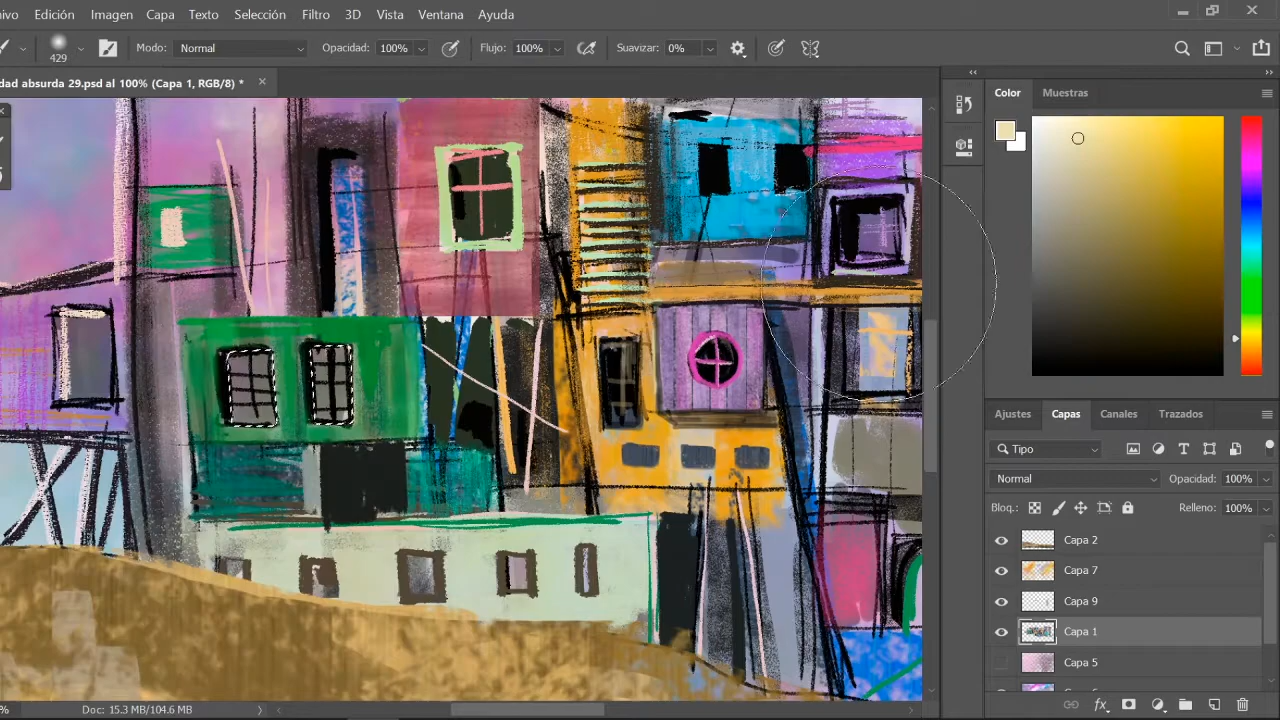 Edición Imagen Capa Texto Selección Filtro 3D Vista Ventana Ayuda
429 Modo: Normal Opacidad: 100% Flujo: 100% Suavizar: 0%
dad absurda 29.psd al 100% (Capa 1, RGB/8) *
Color Muestras
Ajustes Capas Canales Trazados
Tipo
Normal Opacidad: 100%
Bloq.: Relleno: 100%
Capa 2
Capa 7
Capa 9
Capa 1
Capa 5
Doc: 15.3 MB/104.6 MB